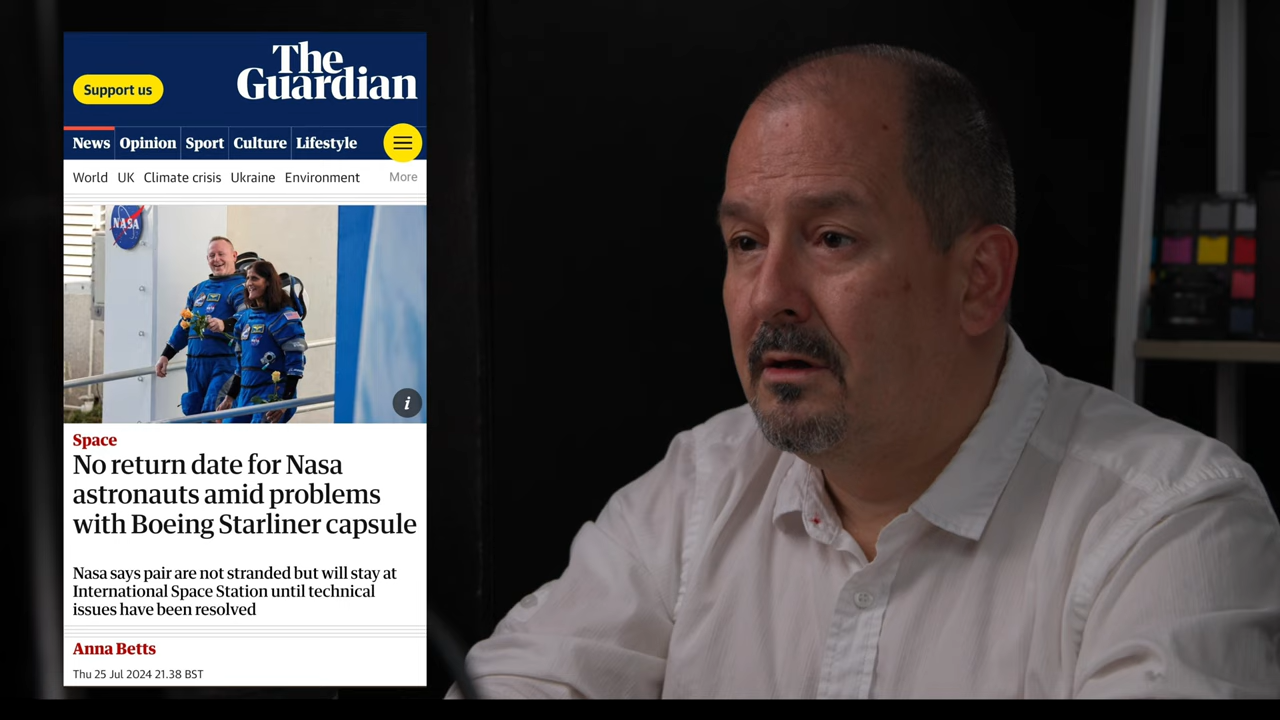 The
Guardian
Support us
News Opinion Sport Culture Lifestyle
World UK Climate crisis Ukraine Environment More
NASA
i
Space
No return date for Nasa
astronauts amid problems
with Boeing Starliner capsule
Nasa says pair are not stranded but will stay at
International Space Station until technical
issues have been resolved
Anna Betts
Thu 25 Jul 2024 21.38 BST